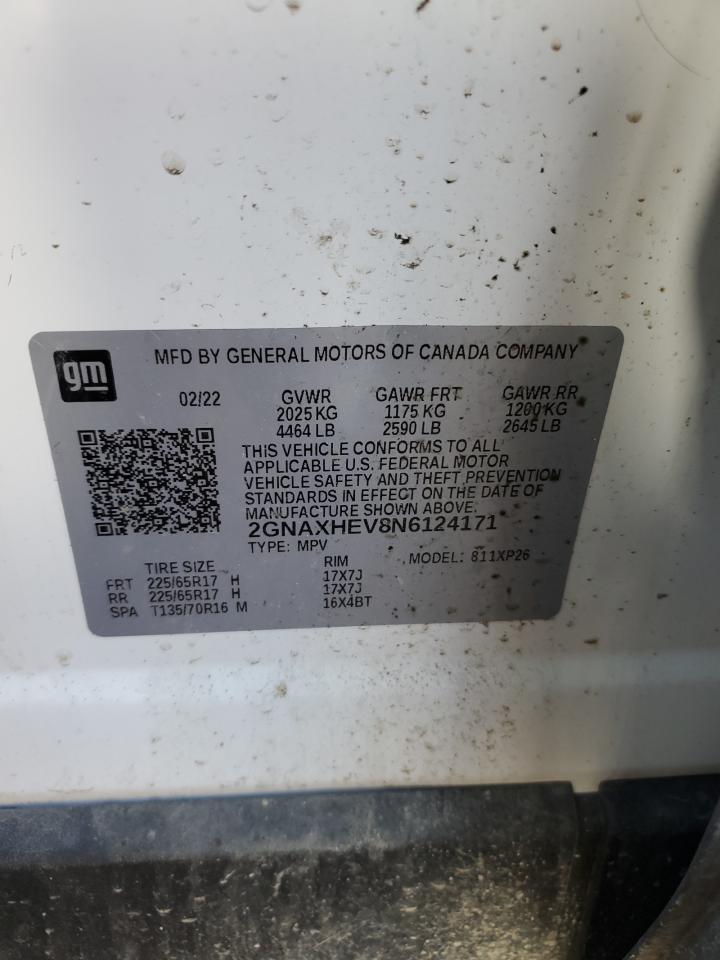 gm
MFD BY GENERAL MOTORS OF CANADA COMPANY
02/22 GVWR GAWR FRT GAWR RR
2025 KG 1175 KG 1200 KG
4464 LB 2590 LB 2645 LB
THIS VEHICLE CONFORMS TO ALL
APPLICABLE U.S. FEDERAL MOTOR
VEHICLE SAFETY AND THEFT PREVENTION
STANDARDS IN EFFECT ON THE DATE OF
MANUFACTURE SHOWN ABOVE.
2GNAXHEV8N6124171
TYPE: MPV MODEL: 811XP26
TIRE SIZE RIM
FRT 225/65R17 H 17X7J
RR 225/65R17 H 17X7J
SPA T135/70R16 M 16X4BT